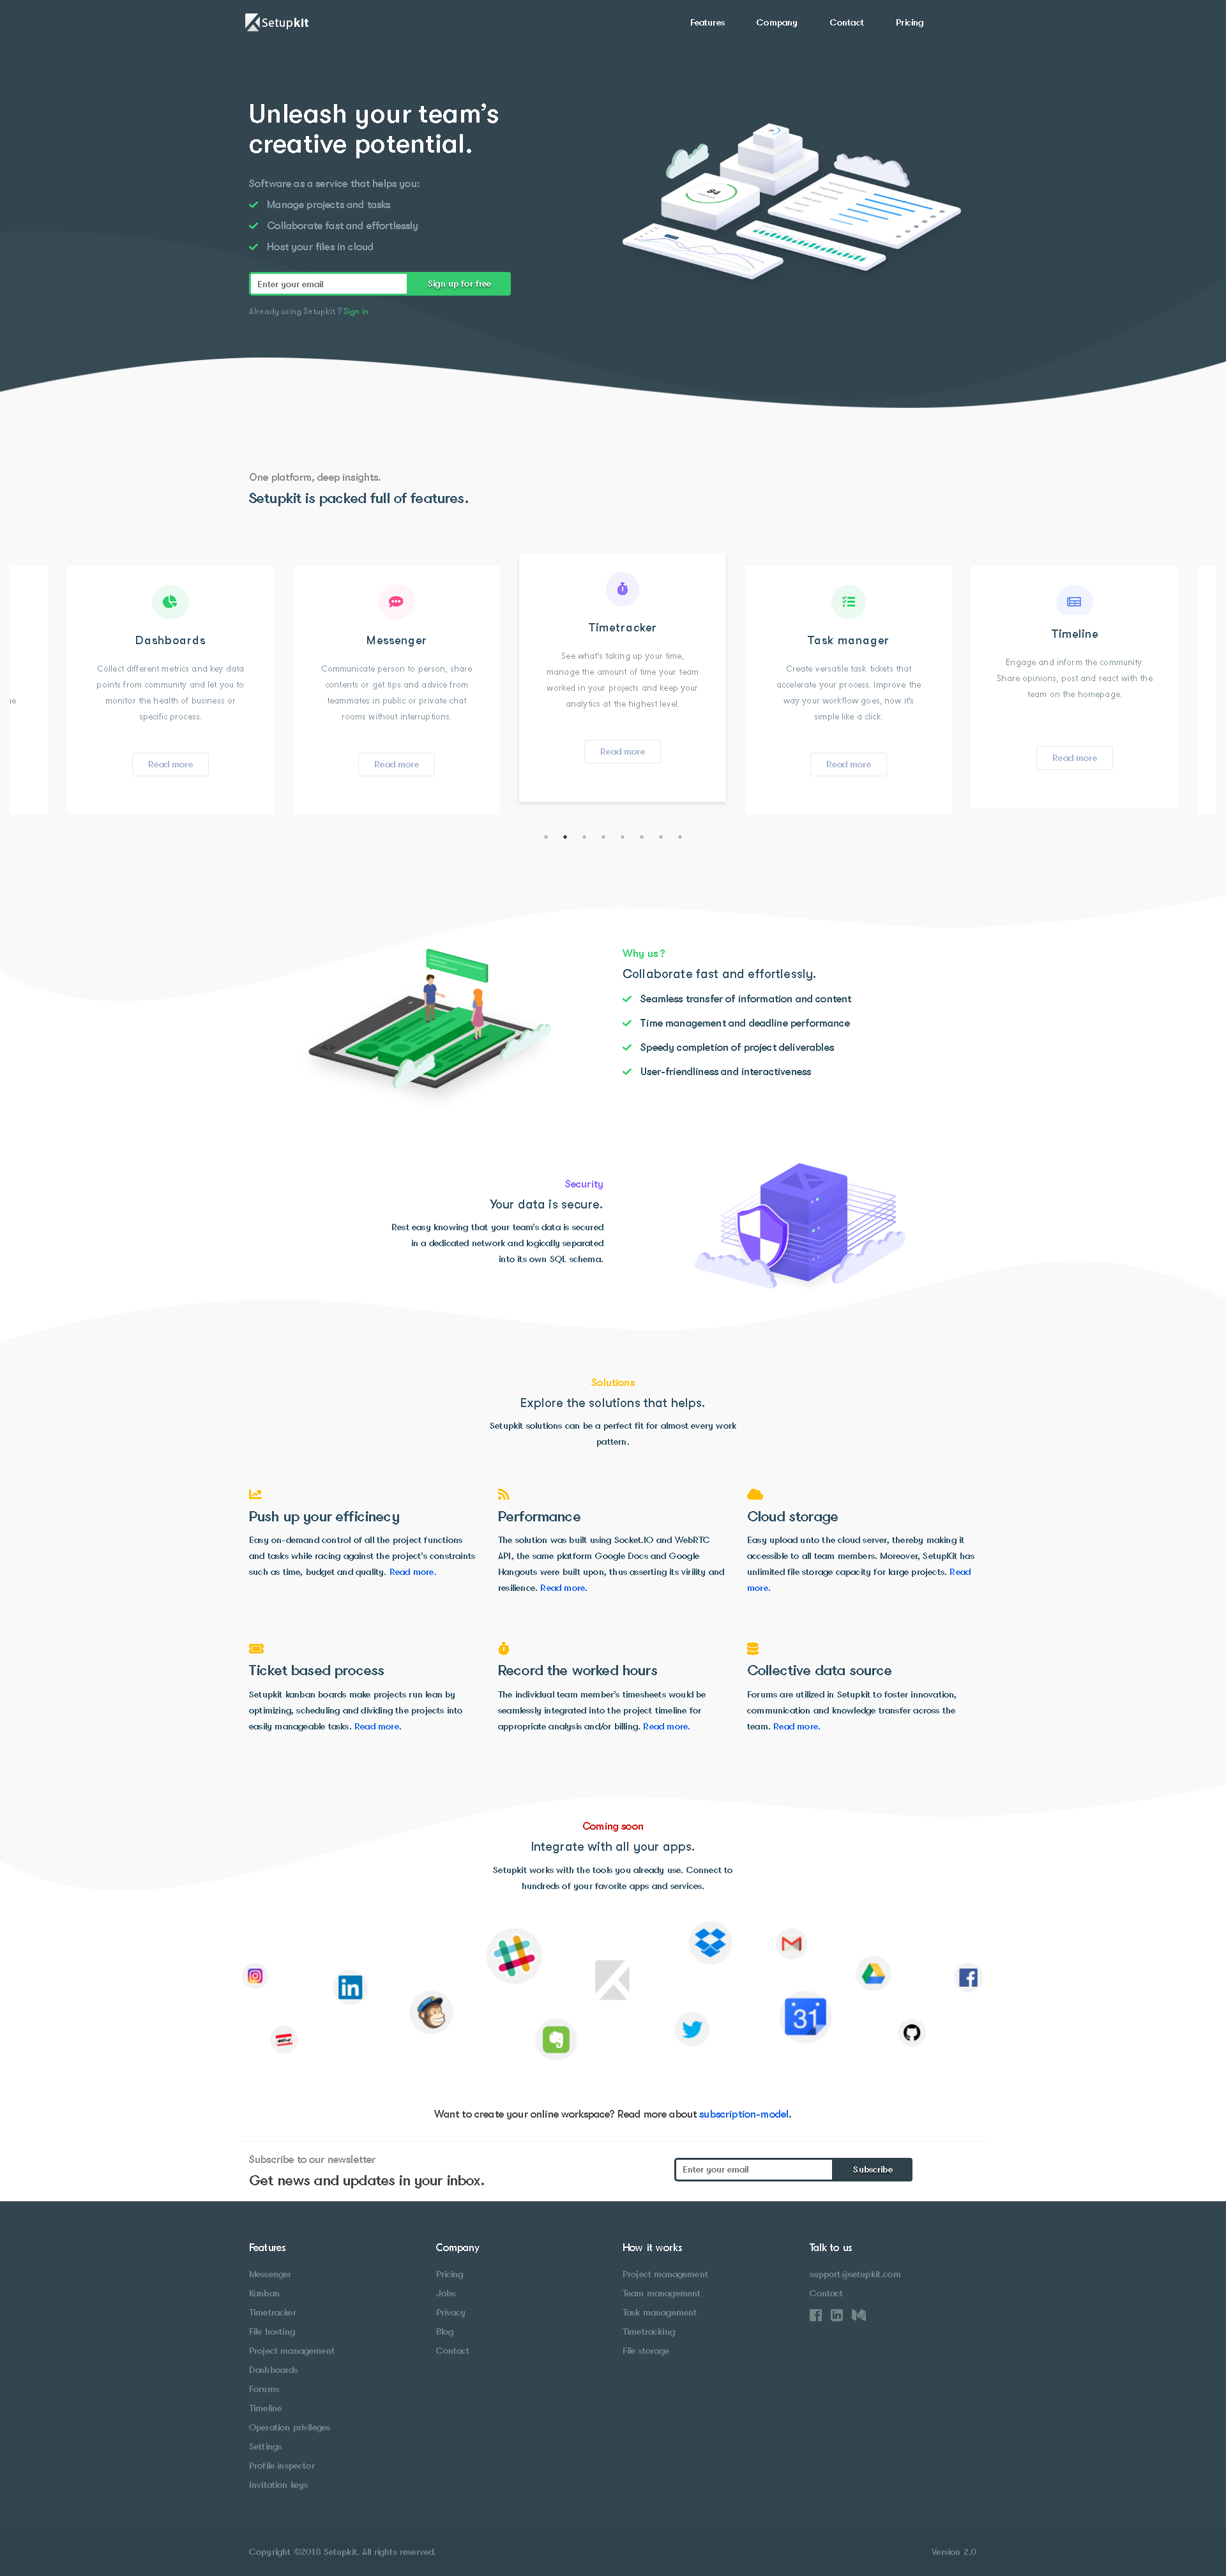 Setupkit
Features
Company
Contact
Pricing
Unleash your team's
creative potential.
Software as a service that helps you:
Manage projects and tasks
Collaborate fast and effortlessly
Host your files in cloud
Enter your email
Sign up for free
Already using Setupkit ? Sign in
84
One platform, deep insights.
Setupkit is packed full of features.
Dashboards
Collect different metrics and key data
points from community and let you to
monitor the health of business or
specific process.
Read more
Messenger
Communicate person to person, share
contents or get tips and advice from
teammates in public or private chat
rooms without interruptions.
Read more
Timetracker
See what's taking up your time,
manage the amount of time your team
worked in your projects and keep your
analytics at the highest level.
Read more
Task manager
Create versatile task tickets that
accelerate your process. Improve the
way your workflow goes, now it's
simple like a click.
Read more
Timeline
Engage and inform the community.
Share opinions, post and react with the
team on the homepage.
Read more
Why us ?
Collaborate fast and effortlessly.
Seamless transfer of information and content
Time management and deadline performance
Speedy completion of project deliverables
User-friendliness and interactiveness
Security
Your data is secure.
Rest easy knowing that your team's data is secured
in a dedicated network and logically separated
into its own SQL schema.
Solutions
Explore the solutions that helps.
Setupkit solutions can be a perfect fit for almost every work
pattern.
Push up your efficinecy
Easy on-demand control of all the project functions
and tasks while racing against the project's constraints
such as time, budget and quality. Read more.
Performance
The solution was built using Socket.IO and WebRTC
API, the same platform Google Docs and Google
Hangouts were built upon, thus asserting its virility and
resilience. Read more.
Cloud storage
Easy upload unto the cloud server, thereby making it
accessible to all team members. Moreover, SetupKit has
unlimited file storage capacity for large projects. Read
more.
Ticket based process
Setupkit kanban boards make projects run lean by
optimizing, scheduling and dividing the projects into
easily manageable tasks. Read more.
Record the worked hours
The individual team member's timesheets would be
seamlessly integrated into the project timeline for
appropriate analysis and/or billing. Read more.
Collective data source
Forums are utilized in Setupkit to foster innovation,
communication and knowledge transfer across the
team. Read more.
Coming soon
Integrate with all your apps.
Setupkit works with the tools you already use. Connect to
hundreds of your favorite apps and services.
in
31
Want to create your online workspace? Read more about subscription-model.
Subscribe to our newsletter
Get news and updates in your inbox.
Enter your email
Subscribe
Features
Messenger
Kanban
Timetracker
File hosting
Project management
Dashboards
Forums
Timeline
Operation privileges
Settings
Profile inspector
Invitation keys
Company
Pricing
Jobs
Privacy
Blog
Contact
How it works
Project management
Team management
Task management
Timetracking
File storage
Talk to us
support@setupkit.com
Contact
Copyright ©2018 Setupkit. All rights reserved.
Version 2.0